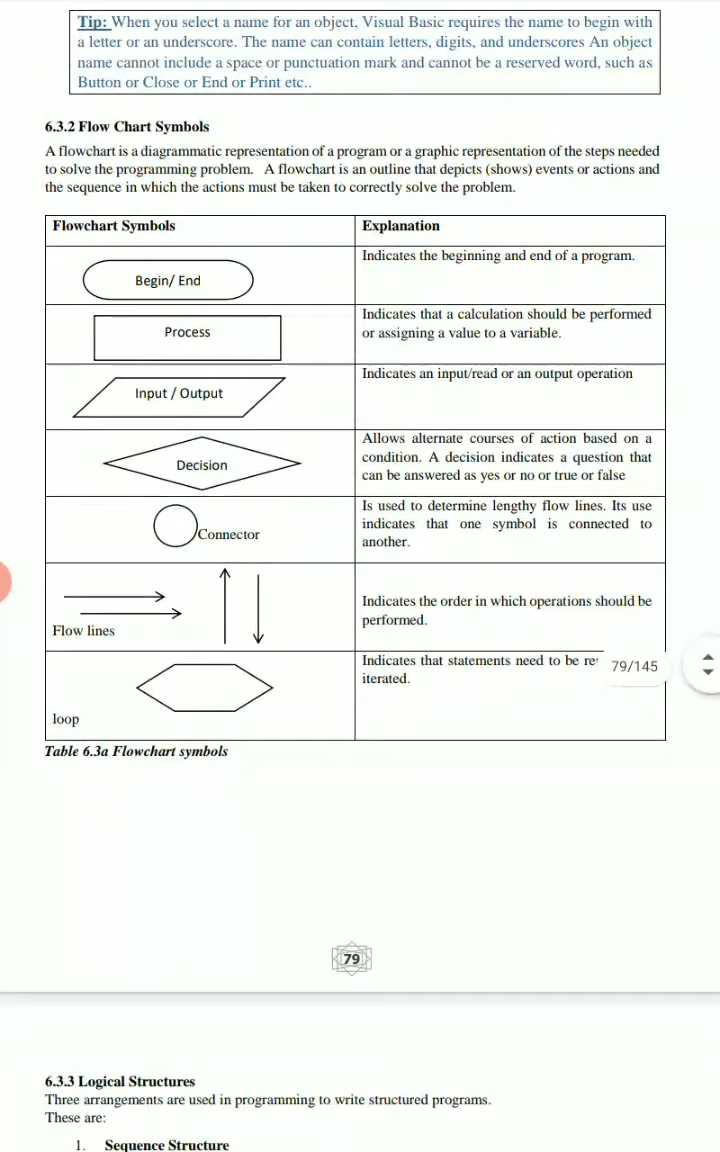 Tip: When you select a name for an object, Visual Basic requires the name to begin with
a letter or an underscore. The name can contain letters, digits, and underscores An object
name cannot include a space or punctuation mark and cannot be a reserved word, such as
Button or Close or End or Print etc..
6.3.2 Flow Chart Symbols
A flowchart is a diagrammatic representation of a program or a graphic representation of the steps needed
to solve the programming problem. A flowchart is an outline that depicts (shows) events or actions and
the sequence in which the actions must be taken to correctly solve the problem.
Flowchart Symbols
Explanation
Begin/ End
Indicates the beginning and end of a program.
Process
Indicates that a calculation should be performed
or assigning a value to a variable.
Input / Output
Indicates an input/read or an output operation
Decision
Allows alternate courses of action based on a
condition. A decision indicates a question that
can be answered as yes or no or true or false
Connector
Is used to determine lengthy flow lines. Its use
indicates that one symbol is connected to
another.
Flow lines
Indicates the order in which operations should be
performed.
loop
Indicates that statements need to be
iterated.
79/145
Table 6.3a Flowchart symbols
79
6.3.3 Logical Structures
Three arrangements are used in programming to write structured programs.
These are:
1. Sequence Structure